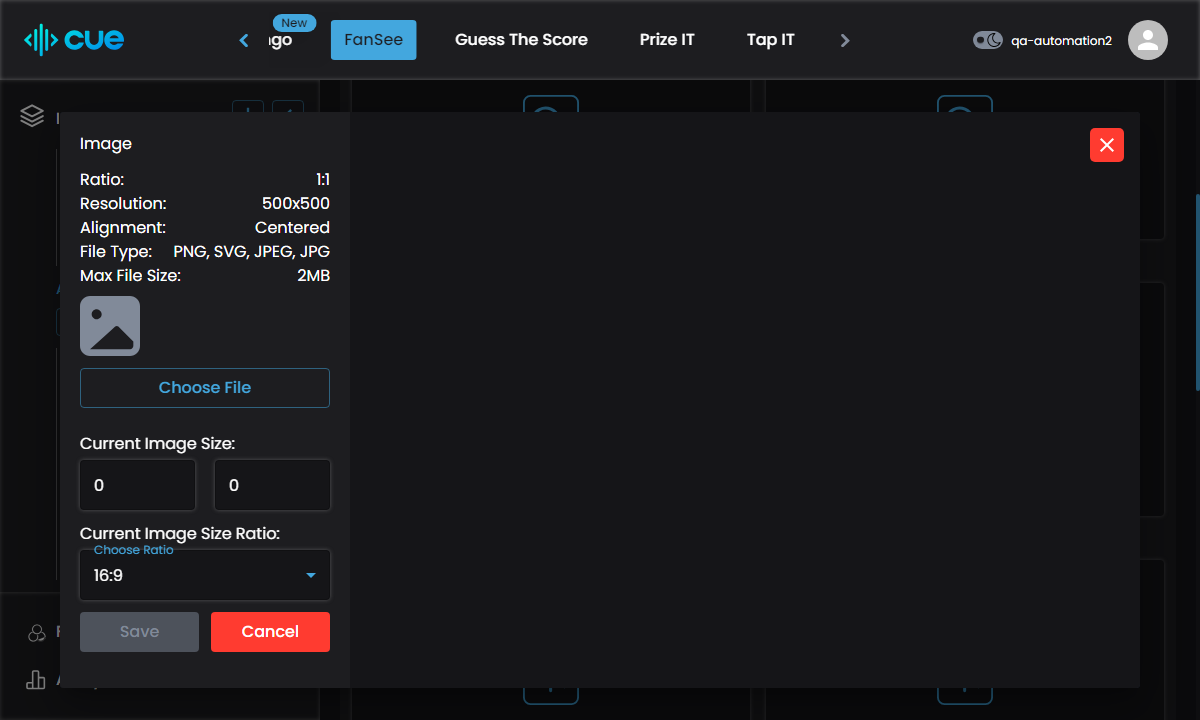 cue
New
FanSee
Guess The Score
Prize IT
Tap IT
qa-automation2
Image
Ratio: 1:1
Resolution: 500x500
Alignment: Centered
File Type: PNG, SVG, JPEG, JPG
Max File Size: 2MB
Choose File
Current Image Size:
0 0
Current Image Size Ratio:
Choose Ratio
16:9
Save Cancel